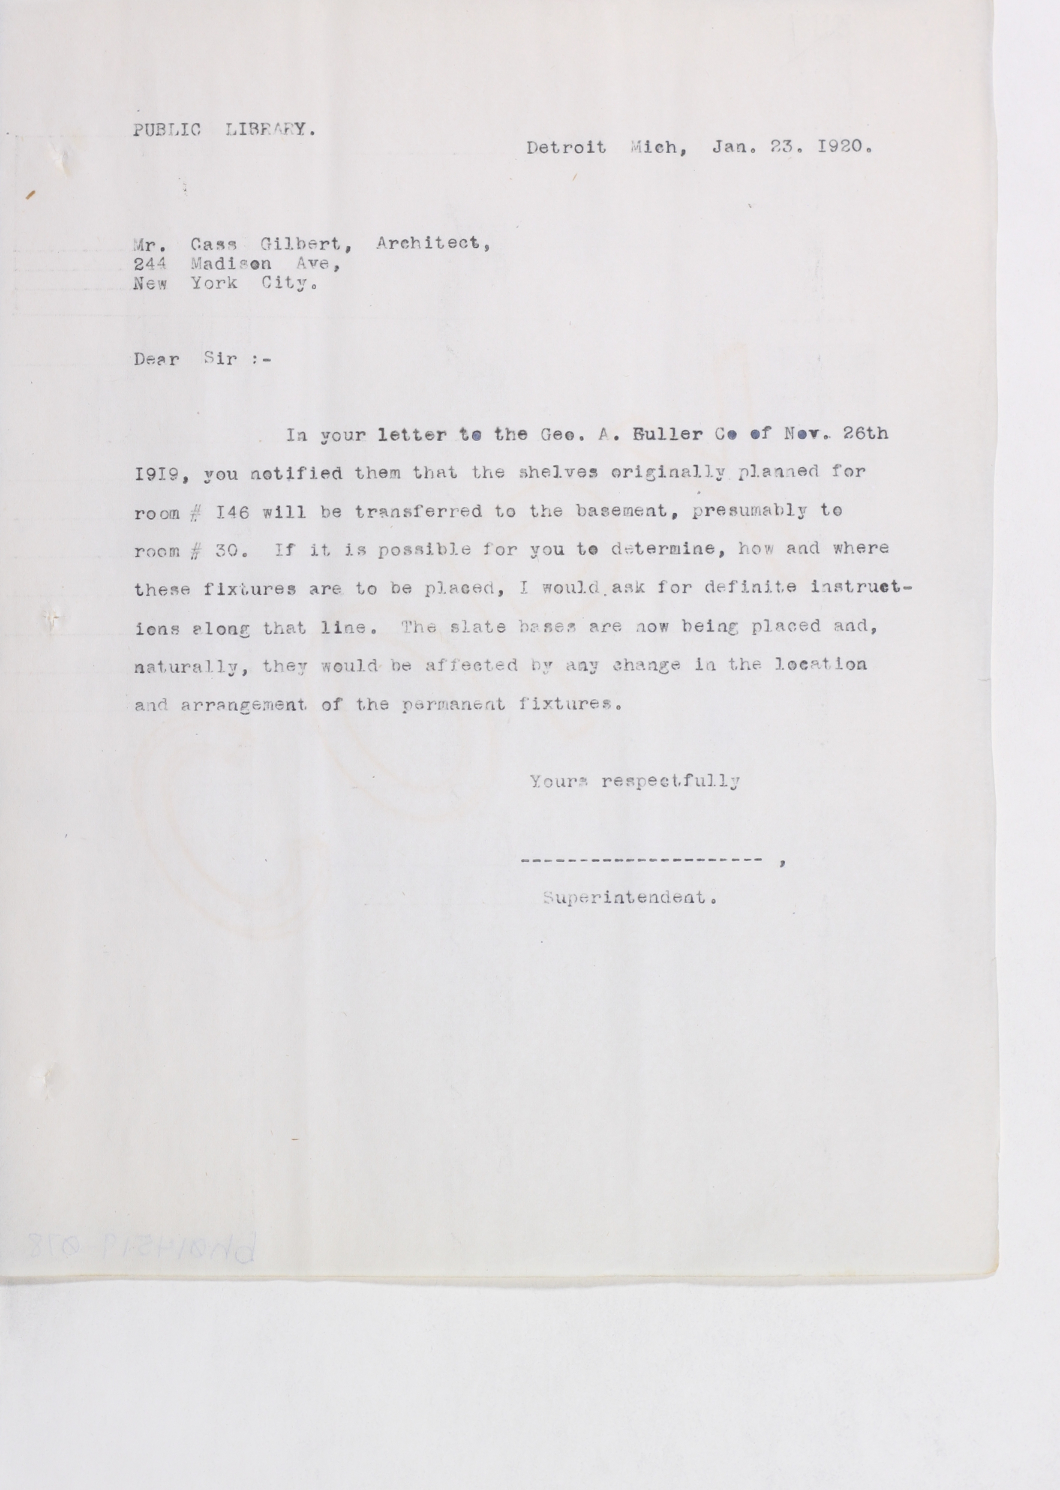 PUBLIC LIBRARY.
Detroit Mich, Jan. 23. I920.
Mr. Cass Gilbert, Architect,
244 Madison Ave,
New York City.
Dear Sir :-
In your letter to the Geo. A. Fuller Co of Nov. 26th
I9I9, you notified them that the shelves originally planned for
room # I46 will be transferred to the basement, presumably to
room # 30. If it is possible for you to determine, how and where
these fixtures are to be placed, I would ask for definite instruct-
ions along that line. The slate bases are now being placed and,
naturally, they would be affected by any change in the location
and arrangement of the permanent fixtures.
Yours respectfully
--------------------- ,
Superintendent.